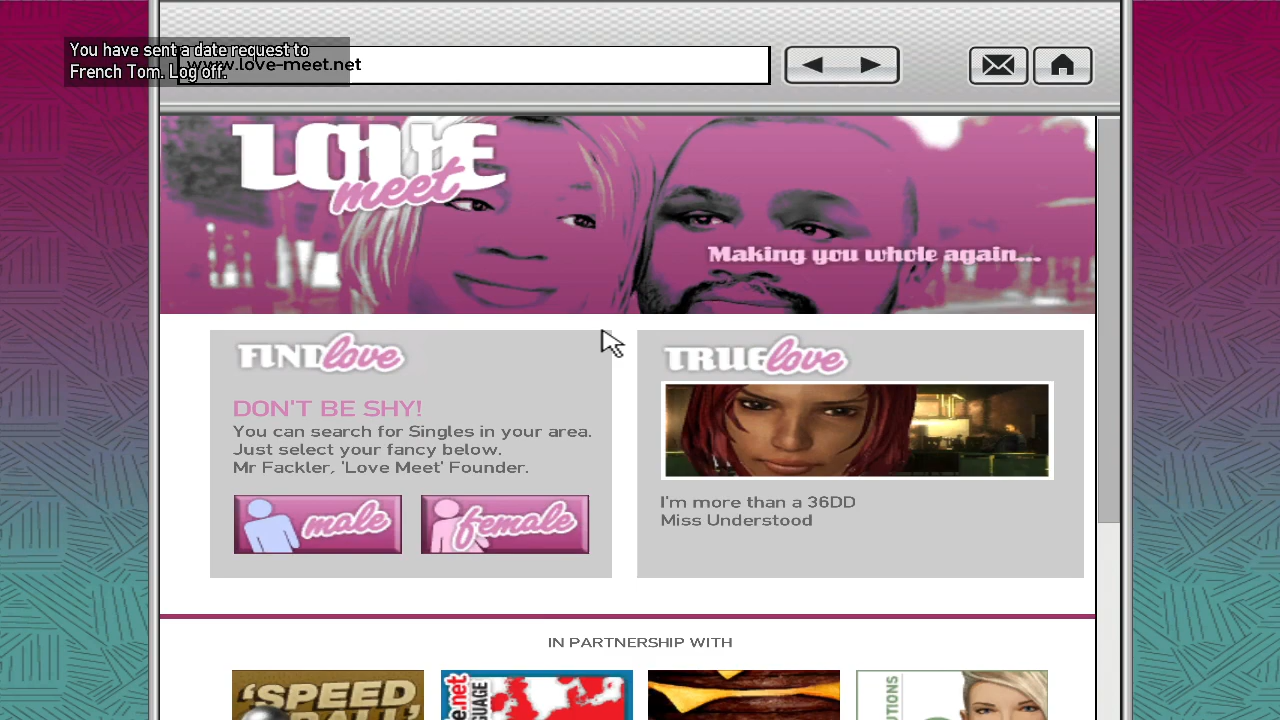 You have sent a date request to
French Tom. Log off.
www.love-meet.net
LOVE
meet
Making you whole again...
FINDlove
DON'T BE SHY!
You can search for Singles in your area.
Just select your fancy below.
Mr Fackler, 'Love Meet' Founder.
male
female
TRUElove
I'm more than a 36DD
Miss Understood
IN PARTNERSHIP WITH
'SPEED
BALL'